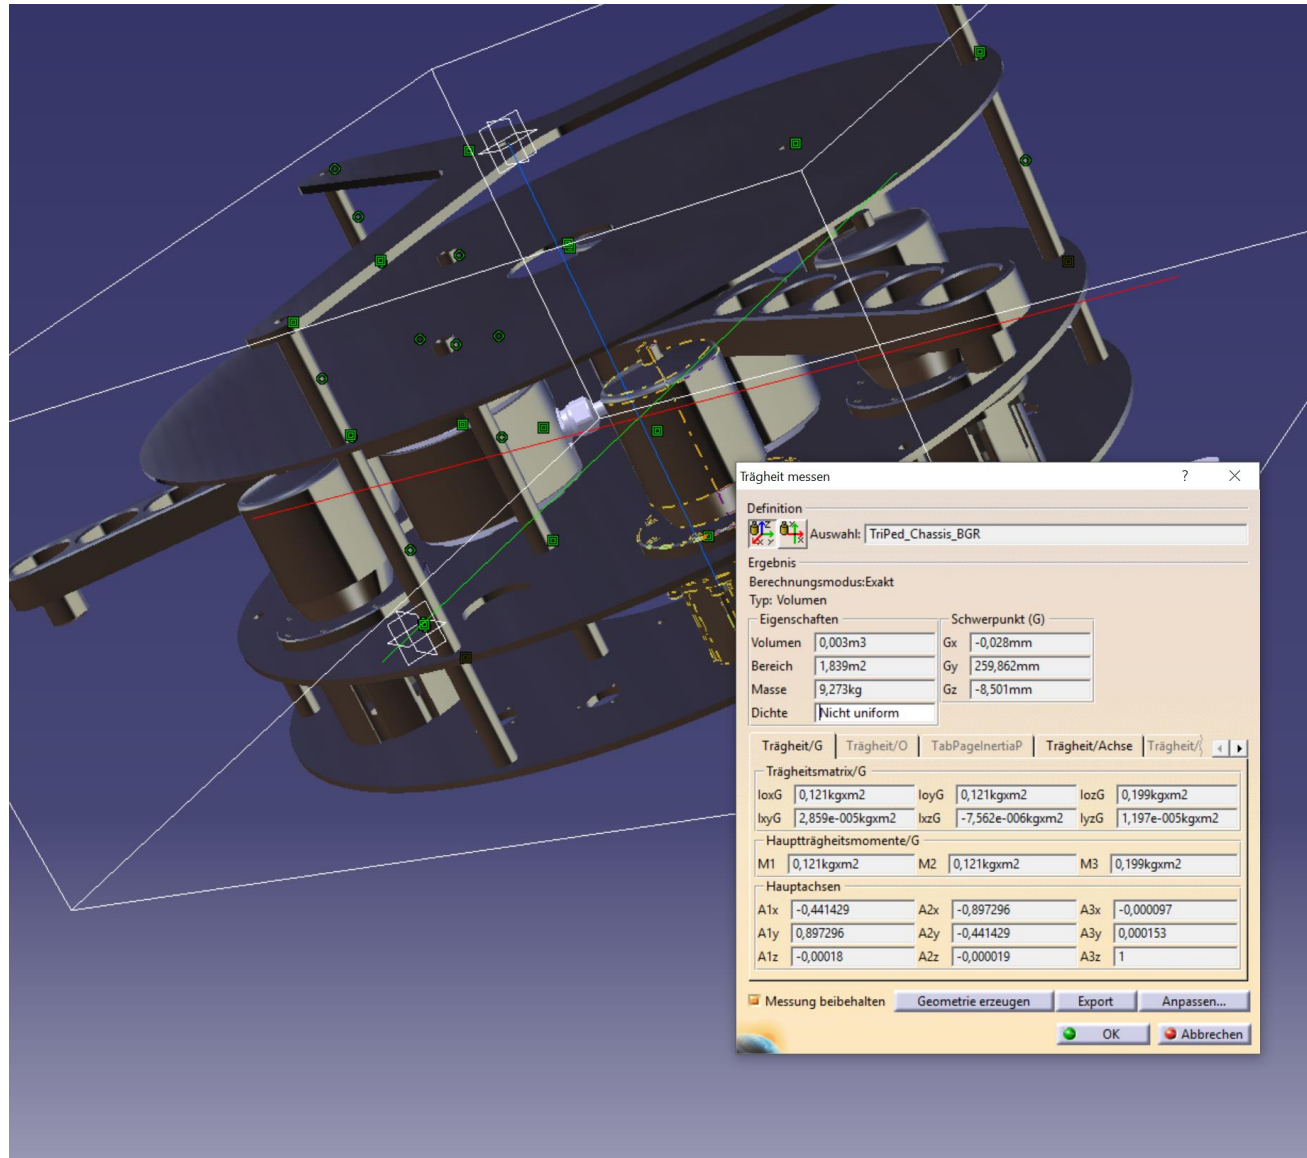 Trägheit messen ?
Definition
Auswahl: TriPed_Chassis_BGR
Ergebnis
Berechnungsmodus:Exakt
Typ: Volumen
Eigenschaften Schwerpunkt (G)
Volumen 0,003m3 Gx -0,028mm
Bereich 1,839m2 Gy 259,862mm
Masse 9,273kg Gz -8,501mm
Dichte Nicht uniform
Trägheit/G Trägheit/O TabPageInertiaP Trägheit/Achse Trägheit/
Trägheitsmatrix/G
IoxG 0,121kgxm2 IoyG 0,121kgxm2 IozG 0,199kgxm2
IxyG 2,859e-005kgxm2 IxzG -7,562e-006kgxm2 IyzG 1,197e-005kgxm2
Hauptträgheitsmomente/G
M1 0,121kgxm2 M2 0,121kgxm2 M3 0,199kgxm2
Hauptachsen
A1x -0,441429 A2x -0,897296 A3x -0,000097
A1y 0,897296 A2y -0,441429 A3y 0,000153
A1z -0,00018 A2z -0,000019 A3z 1
Messung beibehalten Geometrie erzeugen Export Anpassen...
OK Abbrechen